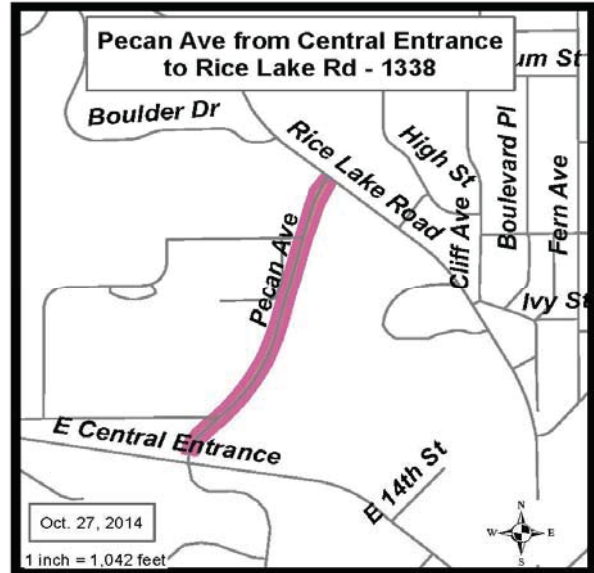 Pecan Ave from Central Entrance
to Rice Lake Rd - 1338
um St
Boulder Dr
Rice Lake Road
High St
Boulevard Pl
Fern Ave
Cliff Ave
Pecan Ave
Ivy St
E Central Entrance
E 14th St
Oct. 27, 2014
1 inch = 1,042 feet
N
W
E
S